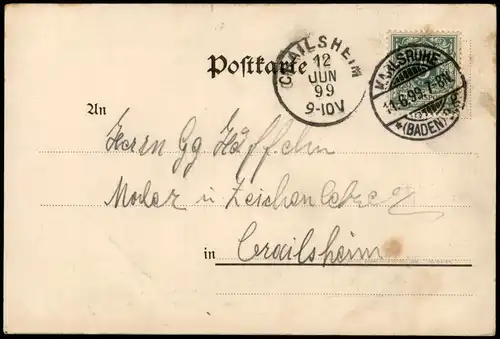 Postkarte
CRAILSHEIM
12
JUN
99
9-10V
KARLSRUHE
11.6.99.7-8N.
*(BADEN)
An
Herrn Gg Häffelin
Maler u Zeichenlehrer
in Crailsheim